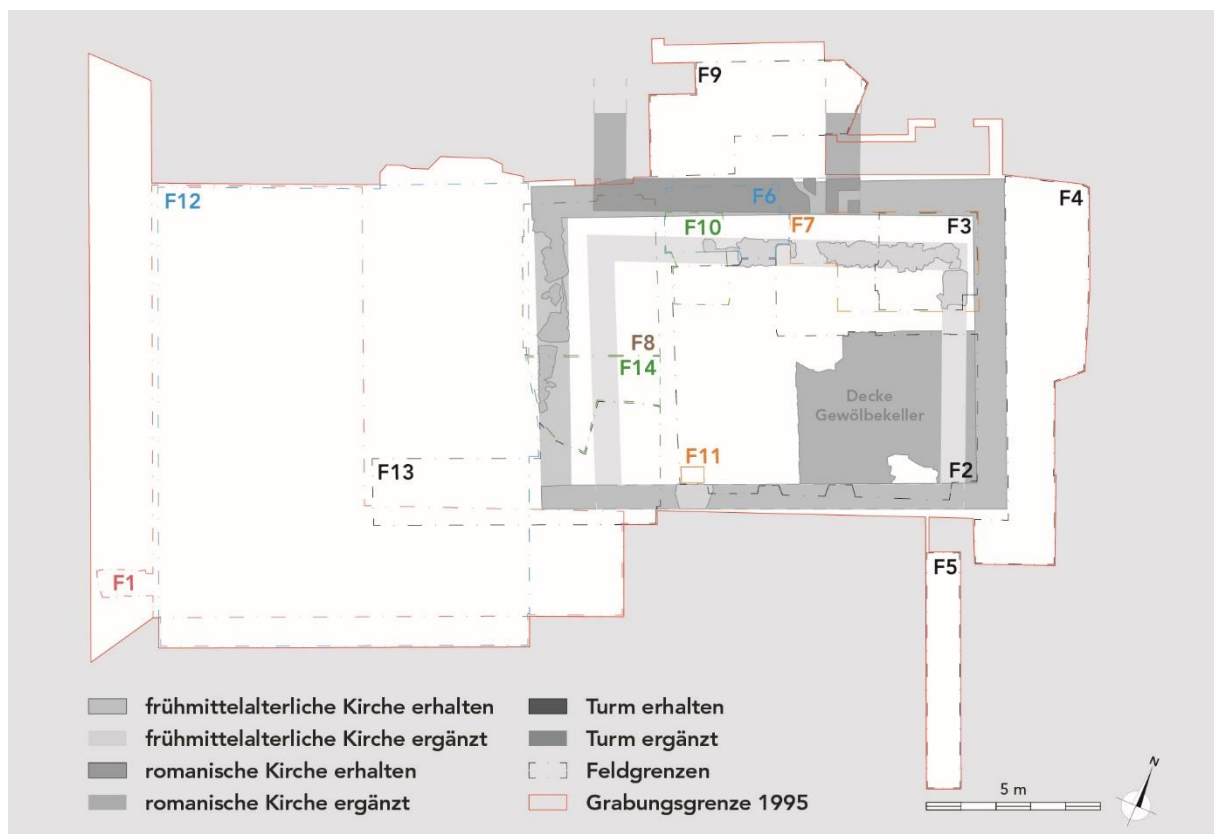 F9
F12
F6
F4
F10
F7
F3
F8
F14
Decke
Gewölbekeller
F11
F13
F2
F1
F5
frühmittelalterliche Kirche erhalten
frühmittelalterliche Kirche ergänzt
romanische Kirche erhalten
romanische Kirche ergänzt
Turm erhalten
Turm ergänzt
Feldgrenzen
Grabungsgrenze 1995
5 m
N